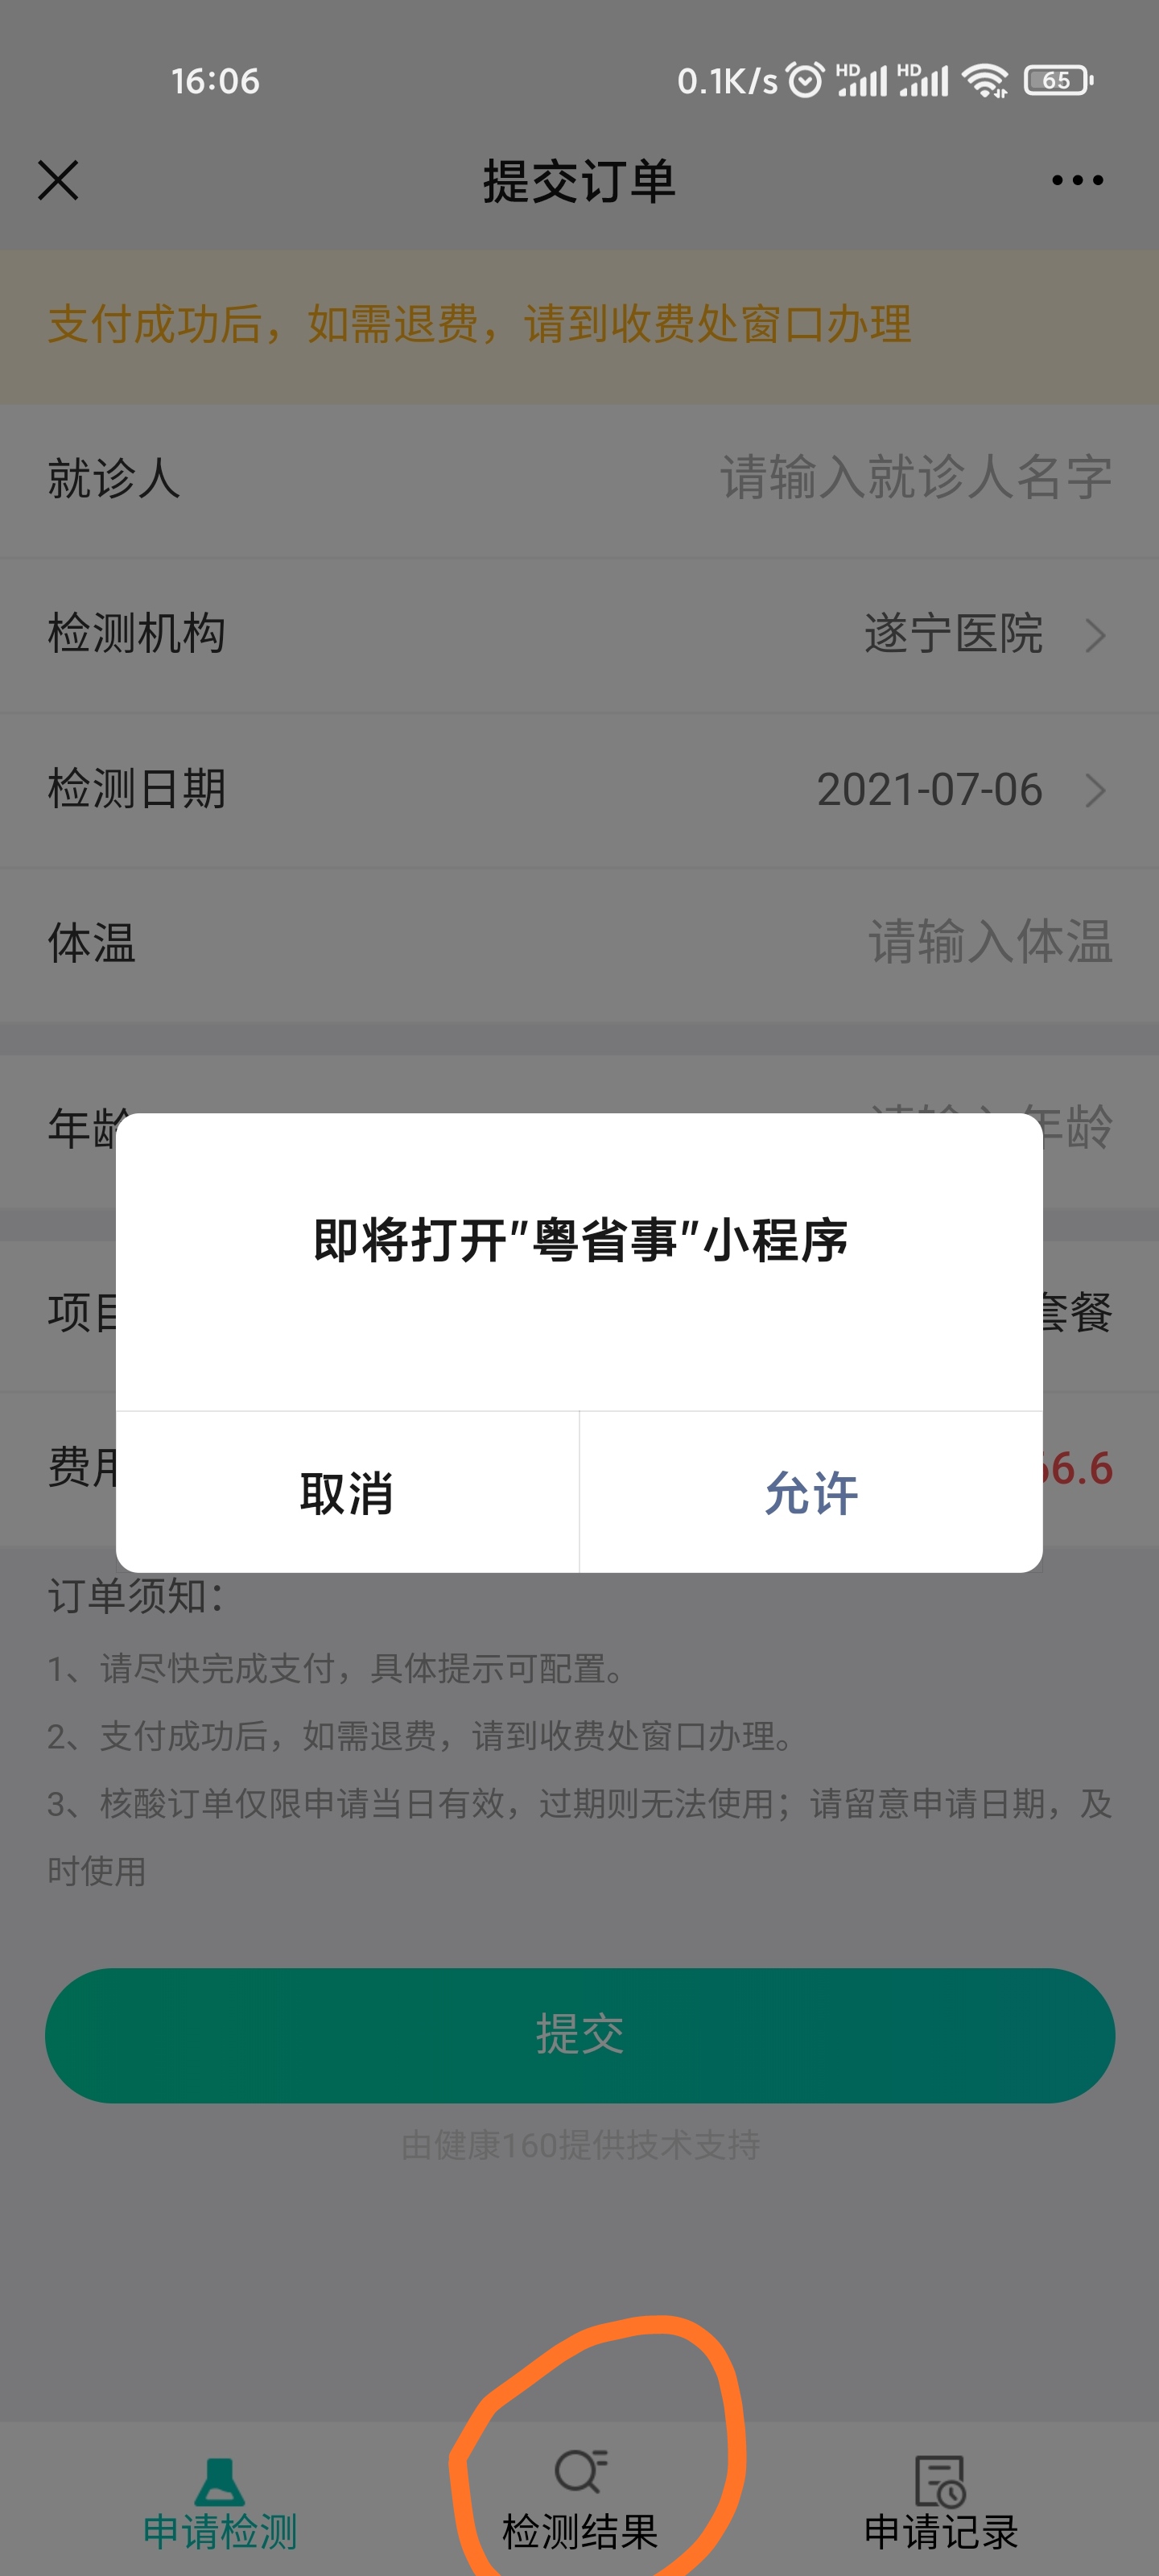 16:06
0.1K/s HD HD 65
提交订单
支付成功后，如需退费，请到收费处窗口办理
就诊人 请输入就诊人名字
检测机构 遂宁医院
检测日期 2021-07-06
体温 请输入体温
年龄 年龄
即将打开"粤省事"小程序
项目 套餐
费用 66.6
取消 允许
订单须知：
1、请尽快完成支付，具体提示可配置。
2、支付成功后，如需退费，请到收费处窗口办理。
3、核酸订单仅限申请当日有效，过期则无法使用；请留意申请日期，及
时使用
提交
由健康160提供技术支持
申请检测 检测结果 申请记录